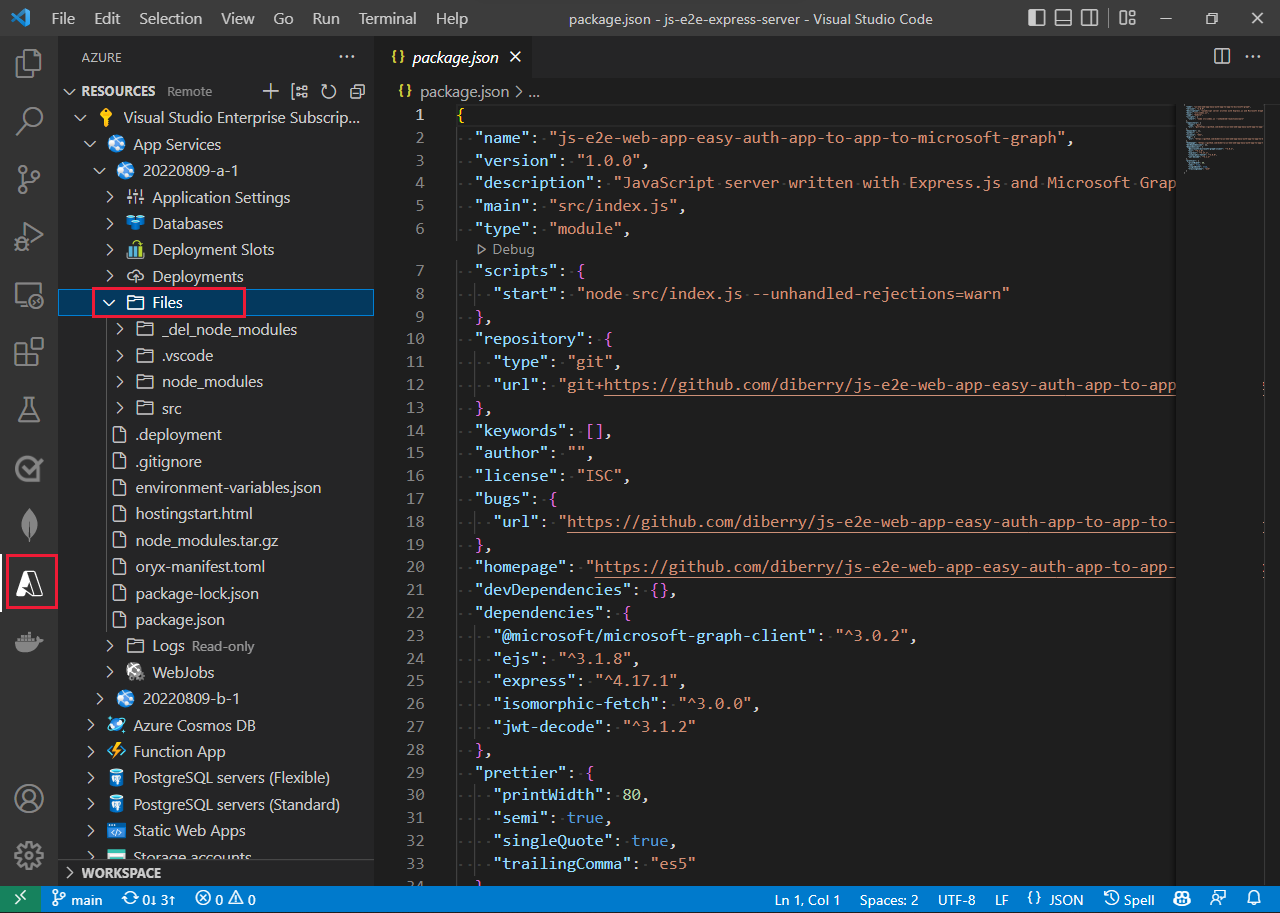 File Edit Selection View Go Run Terminal Help
package.json - js-e2e-express-server - Visual Studio Code
AZURE
RESOURCES Remote
Visual Studio Enterprise Subscrip...
App Services
20220809-a-1
Application Settings
Databases
Deployment Slots
Deployments
Files
_del_node_modules
.vscode
node_modules
src
.deployment
.gitignore
environment-variables.json
hostingstart.html
node_modules.tar.gz
oryx-manifest.toml
package-lock.json
package.json
Logs Read-only
WebJobs
20220809-b-1
Azure Cosmos DB
Function App
PostgreSQL servers (Flexible)
PostgreSQL servers (Standard)
Static Web Apps
Storage accounts
WORKSPACE
{} package.json
{} package.json > ...
1 {
2 "name": "js-e2e-web-app-easy-auth-app-to-app-to-microsoft-graph",
3 "version": "1.0.0",
4 "description": "JavaScript server written with Express.js and Microsoft Grap
5 "main": "src/index.js",
6 "type": "module",
Debug
7 "scripts": {
8 "start": "node src/index.js --unhandled-rejections=warn"
9 },
10 "repository": {
11 "type": "git",
12 "url": "git+https://github.com/diberry/js-e2e-web-app-easy-auth-app-to-app
13 },
14 "keywords": [],
15 "author": "",
16 "license": "ISC",
17 "bugs": {
18 "url": "https://github.com/diberry/js-e2e-web-app-easy-auth-app-to-app-to-
19 },
20 "homepage": "https://github.com/diberry/js-e2e-web-app-easy-auth-app-to-app-
21 "devDependencies": {},
22 "dependencies": {
23 "@microsoft/microsoft-graph-client": "^3.0.2",
24 "ejs": "^3.1.8",
25 "express": "^4.17.1",
26 "isomorphic-fetch": "^3.0.0",
27 "jwt-decode": "^3.1.2"
28 },
29 "prettier": {
30 "printWidth": 80,
31 "semi": true,
32 "singleQuote": true,
33 "trailingComma": "es5"
34 }
main 0↓ 3↑ 0 0 Ln 1, Col 1 Spaces: 2 UTF-8 LF {} JSON Spell